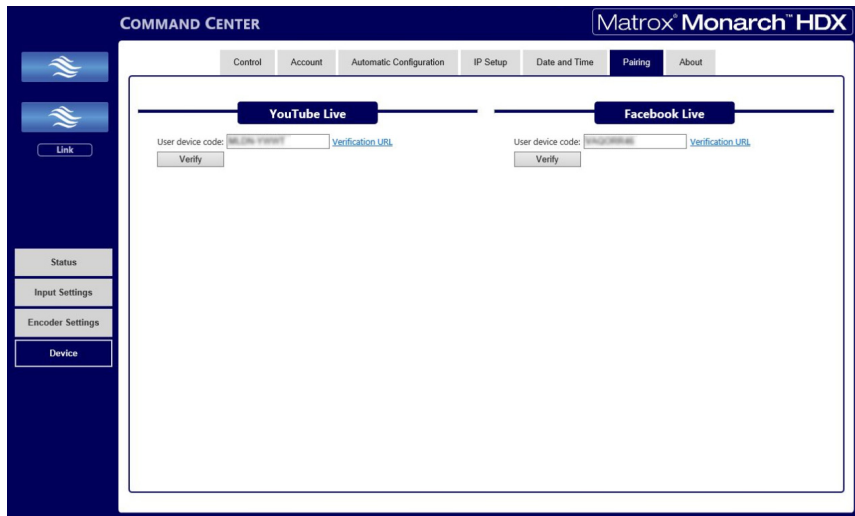 COMMAND CENTER
Matrox® Monarch™ HDX
Control Account Automatic Configuration IP Setup Date and Time Pairing About
YouTube Live
User device code: Verification URL
Verify
Facebook Live
User device code: Verification URL
Verify
Link
Status
Input Settings
Encoder Settings
Device